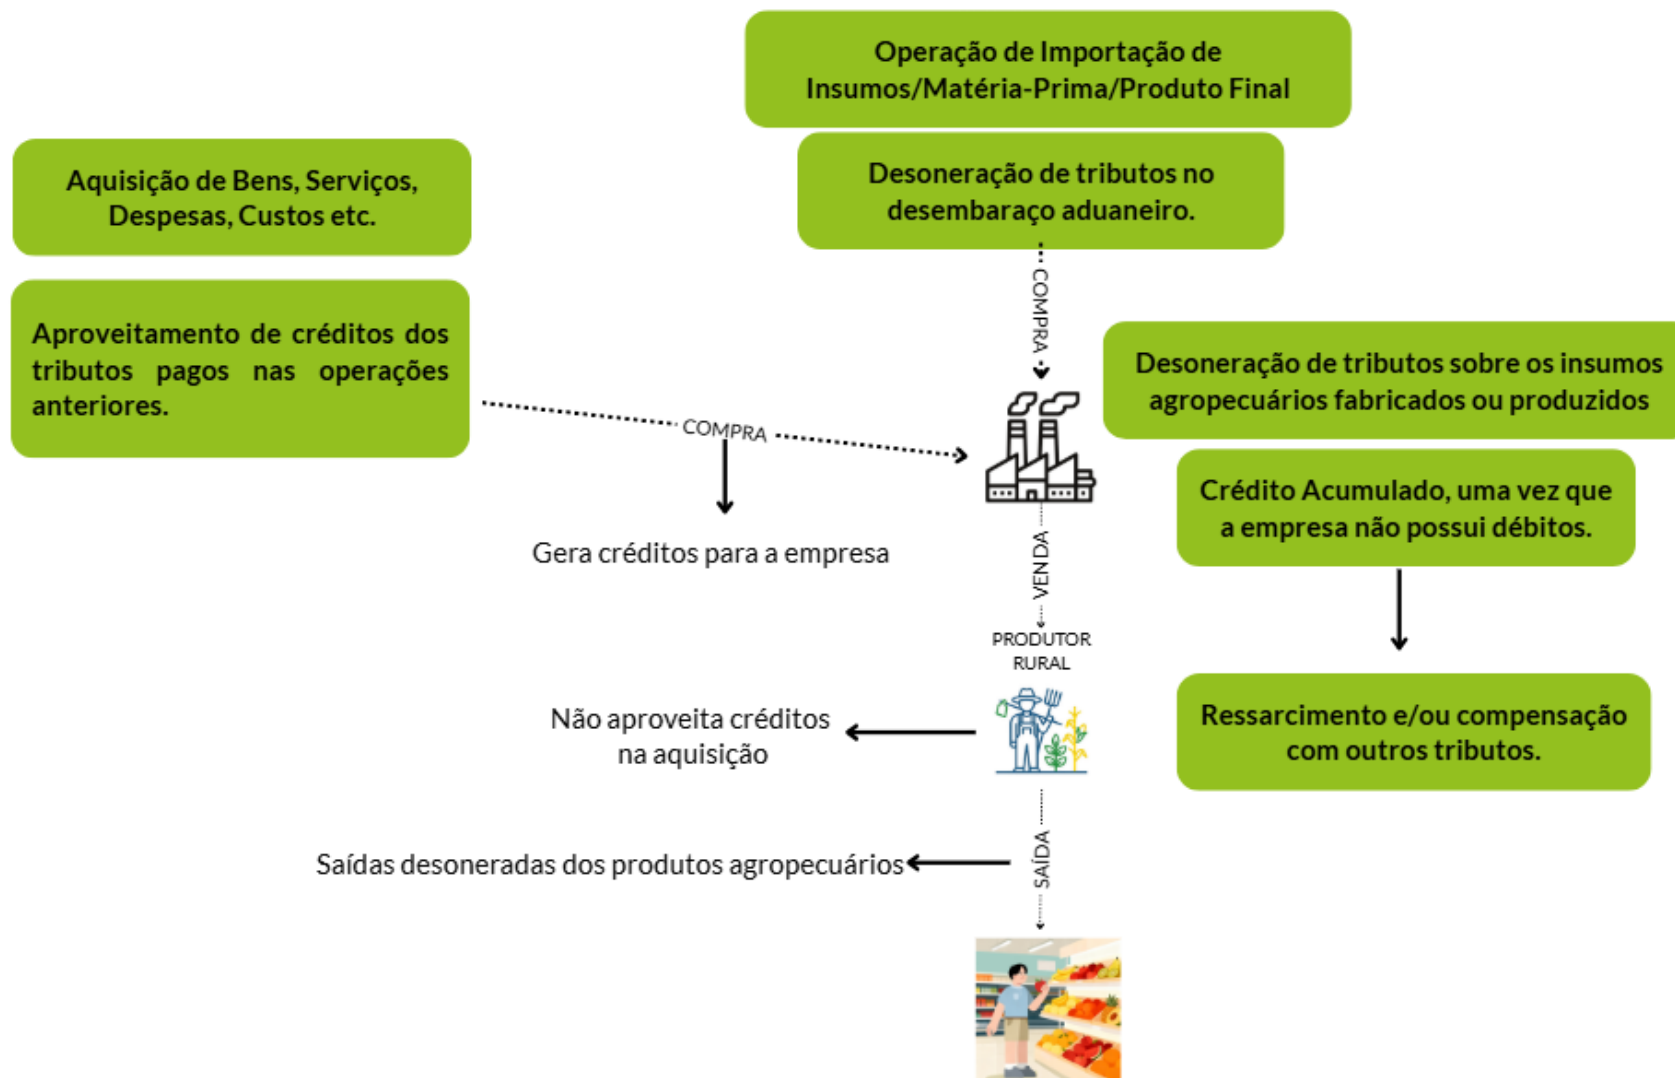 Operação de Importação de
Insumos/Matéria-Prima/Produto Final
Desoneração de tributos no
desembaraço aduaneiro.
Aquisição de Bens, Serviços,
Despesas, Custos etc.
Aproveitamento de créditos dos
tributos pagos nas operações
anteriores.
COMPRA
COMPRA
Gera créditos para a empresa
Desoneração de tributos sobre os insumos
agropecuários fabricados ou produzidos
Crédito Acumulado, uma vez que
a empresa não possui débitos.
Ressarcimento e/ou compensação
com outros tributos.
VENDA
PRODUTOR
RURAL
Não aproveita créditos
na aquisição
SAÍDA
Saídas desoneradas dos produtos agropecuários